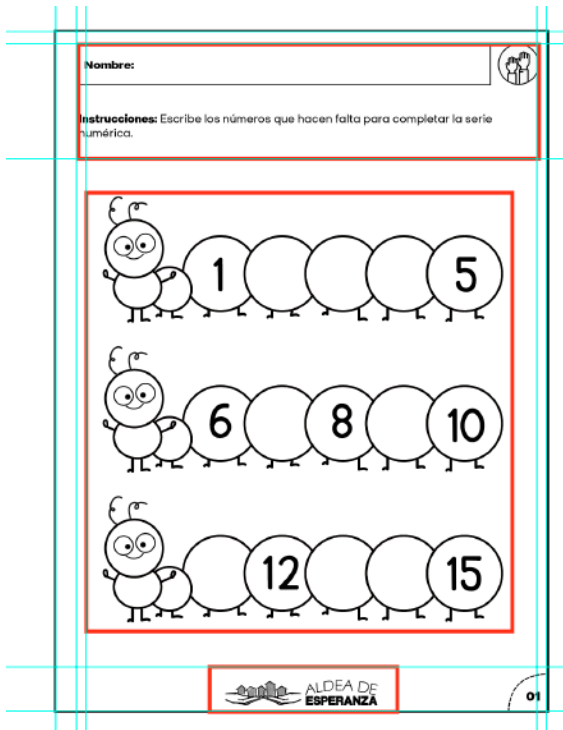 Nombre:
Instrucciones: Escribe los números que hacen falta para completar la serie
numérica.
1 5
6 8 10
12 15
ALDEA DE
ESPERANZA
01